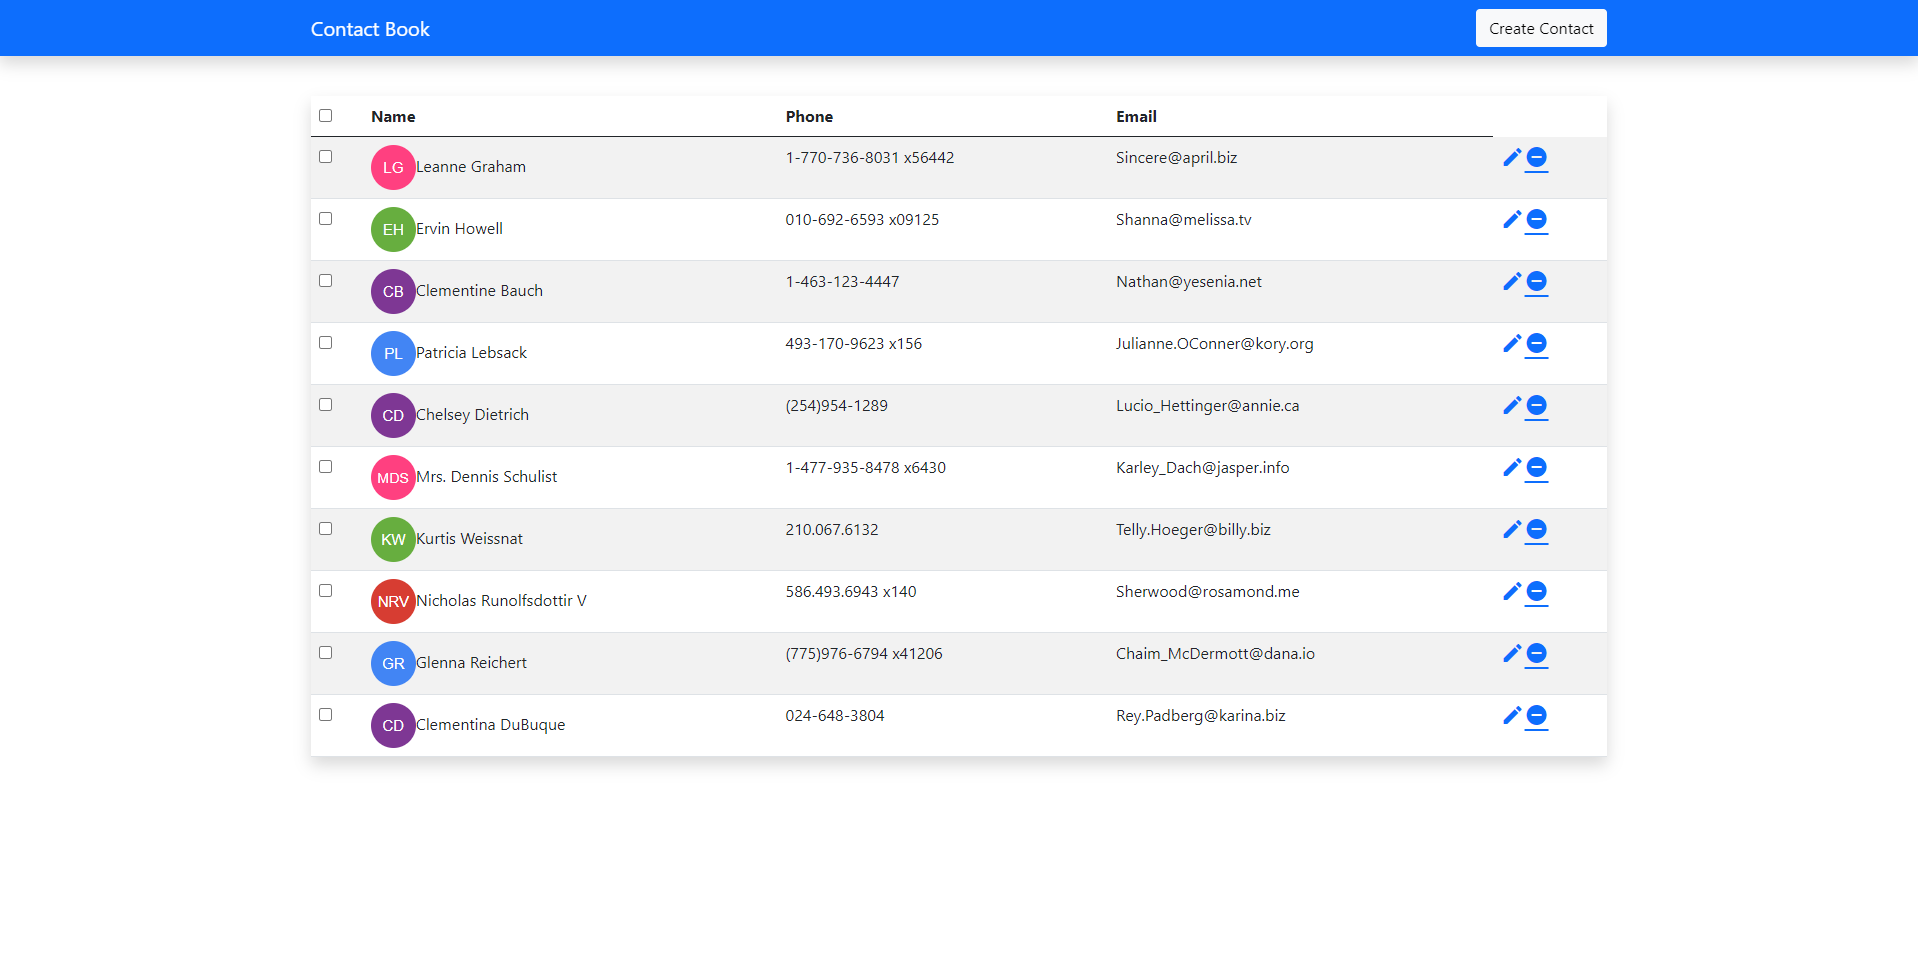 Contact Book Create Contact
Name Phone Email
LG Leanne Graham 1-770-736-8031 x56442 Sincere@april.biz
EH Ervin Howell 010-692-6593 x09125 Shanna@melissa.tv
CB Clementine Bauch 1-463-123-4447 Nathan@yesenia.net
PL Patricia Lebsack 493-170-9623 x156 Julianne.OConner@kory.org
CD Chelsey Dietrich (254)954-1289 Lucio_Hettinger@annie.ca
MDS Mrs. Dennis Schulist 1-477-935-8478 x6430 Karley_Dach@jasper.info
KW Kurtis Weissnat 210.067.6132 Telly.Hoeger@billy.biz
NRV Nicholas Runolfsdottir V 586.493.6943 x140 Sherwood@rosamond.me
GR Glenna Reichert (775)976-6794 x41206 Chaim_McDermott@dana.io
CD Clementina DuBuque 024-648-3804 Rey.Padberg@karina.biz